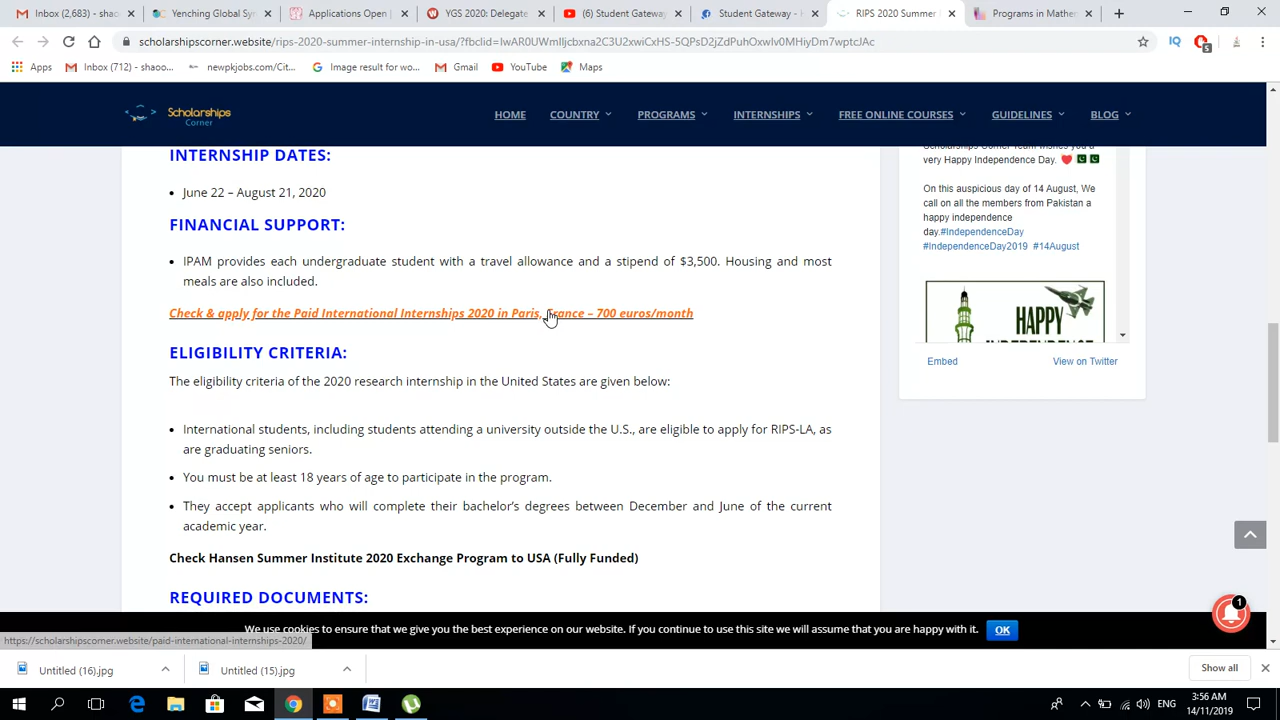 Inbox (2,683) - shao
Yenching Global Sy
Applications Open
YGS 2020: Delegate
(6) Student Gateway
Student Gateway -
RIPS 2020 Summer
Programs in Mathe
scholarshipscorner.website/rips-2020-summer-internship-in-usa/?fbclid=IwAR0UWmlljcbxna2C3U2xwiCxHS-5QPsD2jZdPuhOxwlv0MHiyDm7wptcJAc
Apps
Inbox (712) - shaoo...
newpkjobs.com/Cit...
Image result for wo...
Gmail
YouTube
Maps
Scholarships
Corner
HOME
COUNTRY
PROGRAMS
INTERNSHIPS
FREE ONLINE COURSES
GUIDELINES
BLOG
INTERNSHIP DATES:
• June 22 – August 21, 2020
FINANCIAL SUPPORT:
• IPAM provides each undergraduate student with a travel allowance and a stipend of $3,500. Housing and most
meals are also included.
Check & apply for the Paid International Internships 2020 in Paris, France – 700 euros/month
ELIGIBILITY CRITERIA:
The eligibility criteria of the 2020 research internship in the United States are given below:
• International students, including students attending a university outside the U.S., are eligible to apply for RIPS-LA, as
are graduating seniors.
• You must be at least 18 years of age to participate in the program.
• They accept applicants who will complete their bachelor's degrees between December and June of the current
academic year.
Check Hansen Summer Institute 2020 Exchange Program to USA (Fully Funded)
REQUIRED DOCUMENTS:
Scholarships Corner Team wishes you a
very Happy Independence Day.
On this auspicious day of 14 August, We
call on all the members from Pakistan a
happy independence
day.#IndependenceDay
#IndependenceDay2019 #14August
HAPPY
Embed
View on Twitter
1
https://scholarshipscorner.website/paid-international-internships-2020/
We use cookies to ensure that we give you the best experience on our website. If you continue to use this site we will assume that you are happy with it.
OK
Untitled (16).jpg
Untitled (15).jpg
Show all
ENG
3:56 AM
14/11/2019